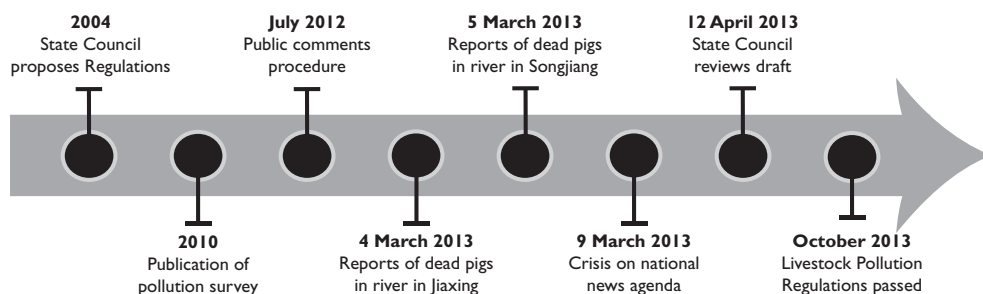 2004
State Council
proposes Regulations
2010
Publication of
pollution survey
July 2012
Public comments
procedure
4 March 2013
Reports of dead pigs
in river in Jiaxing
5 March 2013
Reports of dead pigs
in river in Songjiang
9 March 2013
Crisis on national
news agenda
12 April 2013
State Council
reviews draft
October 2013
Livestock Pollution
Regulations passed